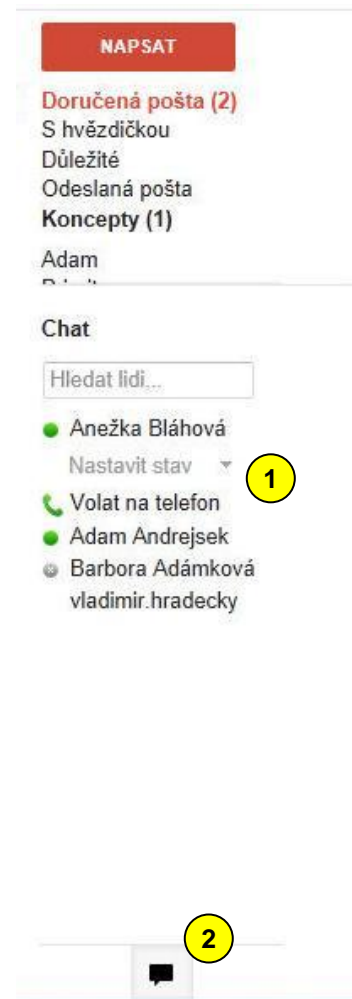 NAPSAT
Doručená pošta (2)
S hvězdičkou
Důležité
Odeslaná pošta
Koncepty (1)
Adam
Chat
Hledat lidi...
Anežka Bláhová
Nastavit stav
1
Volat na telefon
Adam Andrejsek
Barbora Adámková
vladimir.hradecky
2